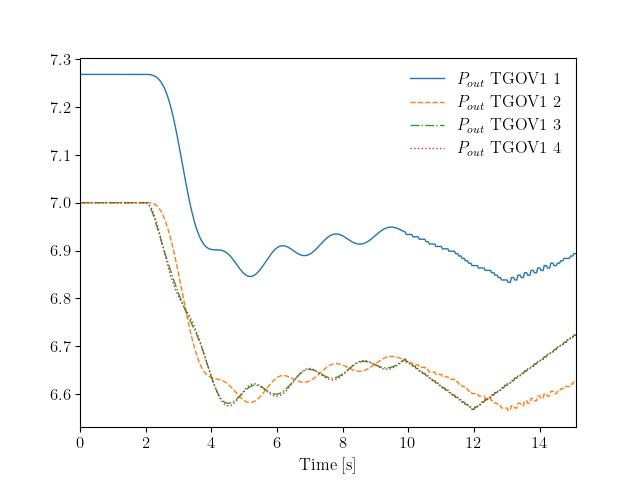 7.3
7.2
7.1
7.0
6.9
6.8
6.7
6.6
0 2 4 6 8 10 12 14
Time [s]
P_out TGOV1 1
P_out TGOV1 2
P_out TGOV1 3
P_out TGOV1 4